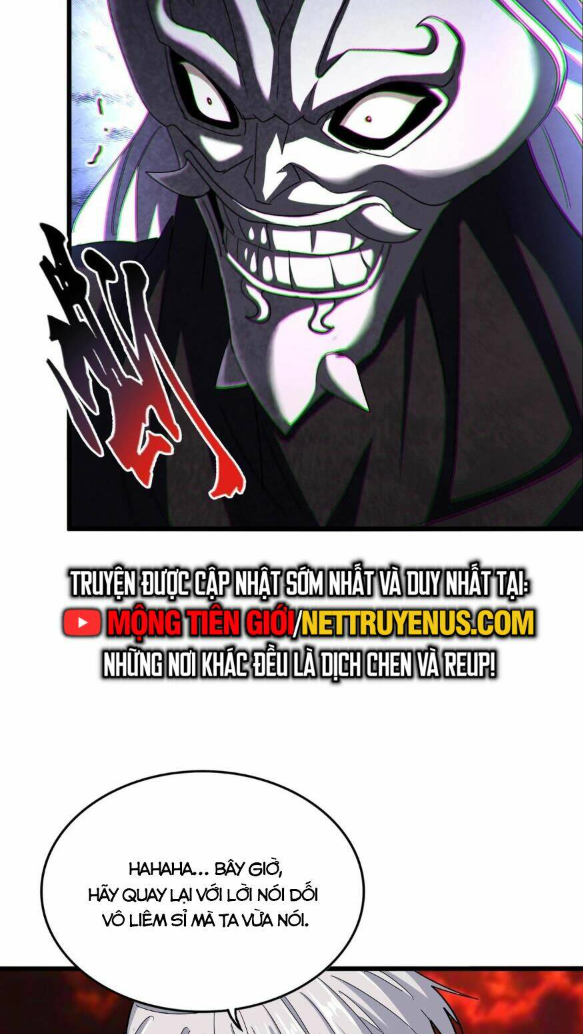 TRUYỆN ĐƯỢC CẬP NHẬT SỚM NHẤT VÀ DUY NHẤT TẠI:
MỘNG TIÊN GIỚI/NETTRUYENUS.COM
NHỮNG NƠI KHÁC ĐỀU LÀ DỊCH CHEN VÀ REUP!
HAHAHA... BÂY GIỜ,
HÃY QUAY LẠI VỚI LỜI NÓI DỐI
VÔ LIÊM SỈ MÀ TA VỪA NÓI.